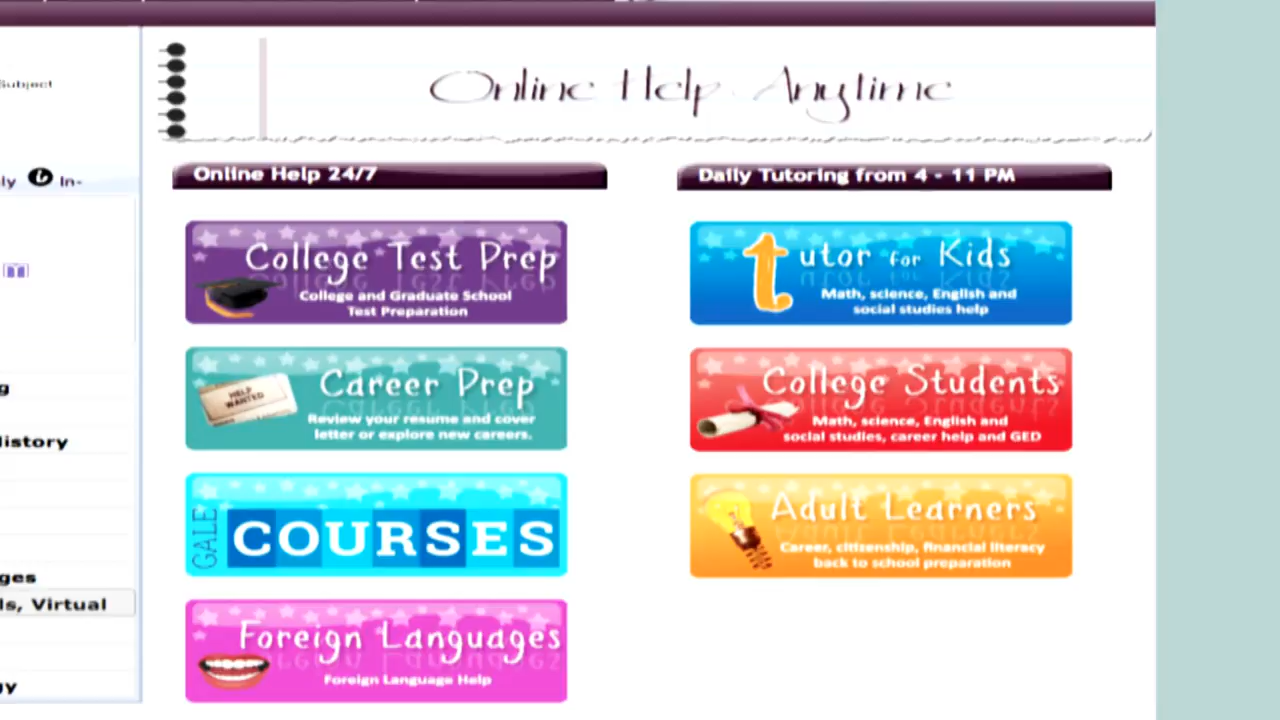 Subject
Online Help Anytime
In-
Online Help 24/7
Daily Tutoring from 4 - 11 PM
College Test Prep
College and Graduate School
Test Preparation
tutor for Kids
Math, science, English and
social studies help
HELP
WANTED
Career Prep
Review your resume and cover
letter or explore new careers.
College Students
Math, science, English and
social studies, career help and GED
GALE
COURSES
Adult Learners
Career, citizenship, financial literacy
back to school preparation
ls, Virtual
Foreign Languages
Foreign Language Help